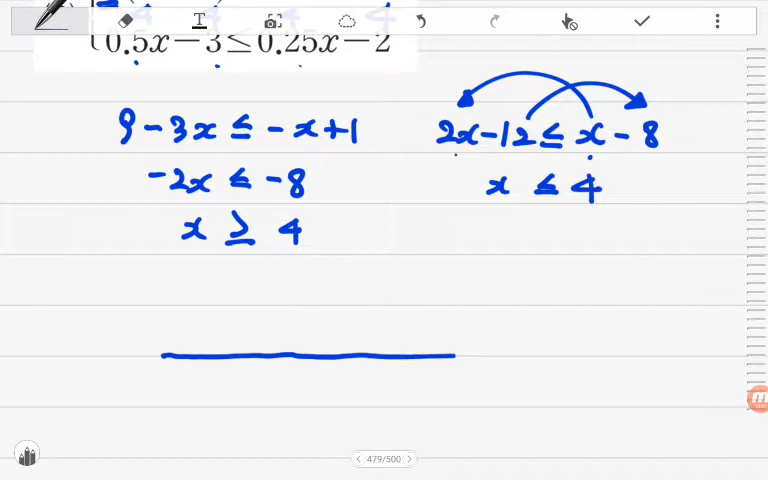 0.5x−3≤0.25x−2
9 - 3x ≤ - x + 1
2x - 12 ≤ x - 8
-2x ≤ -8
x ≤ 4
x ≥ 4
479/500